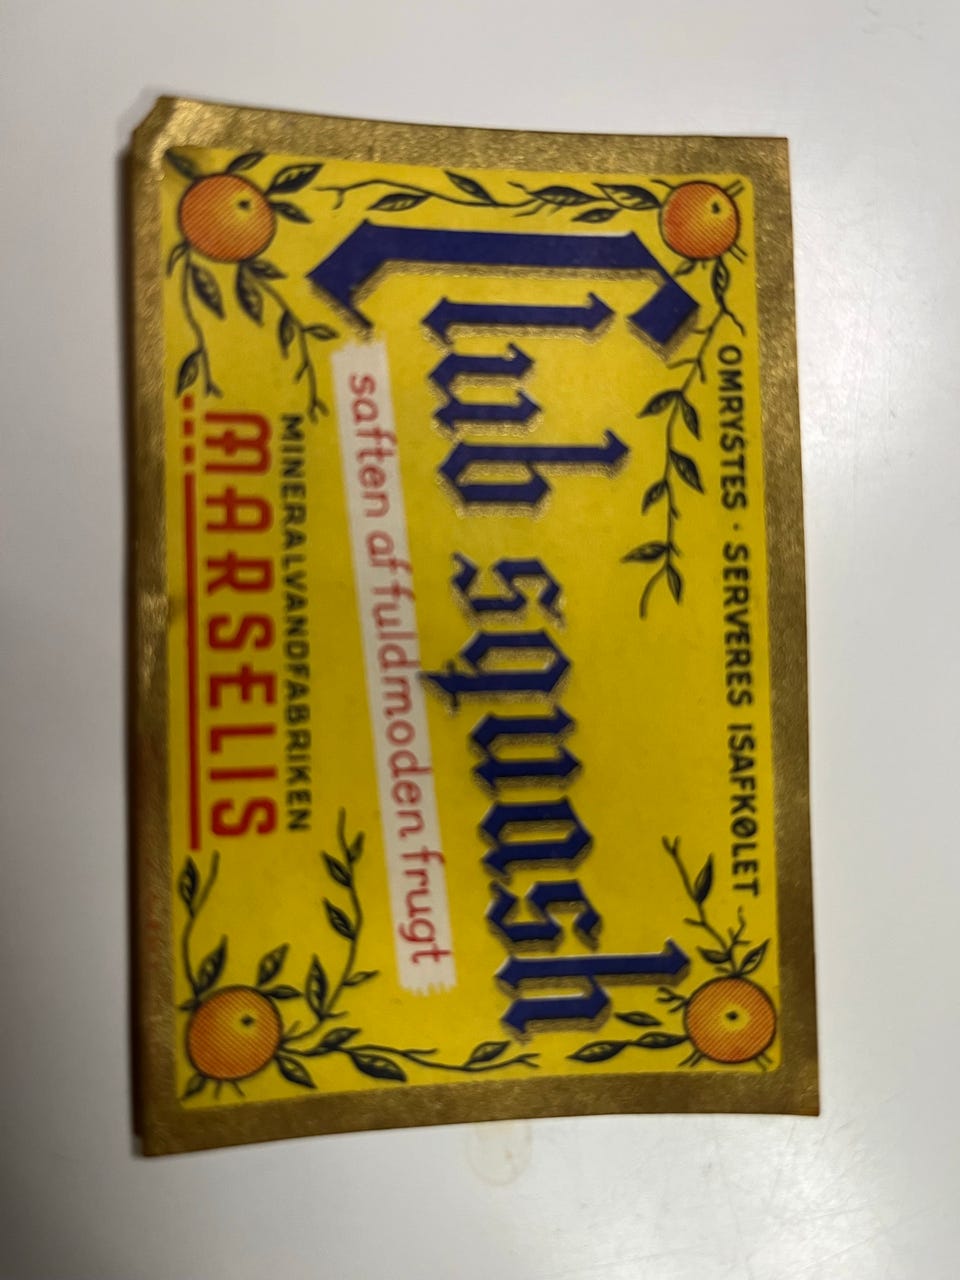 OMRYSTES · SERVERES ISAFKØLET
Club squash
saften af fuldmoden frugt
MINERALVANDFABRIKEN
MARSELIS